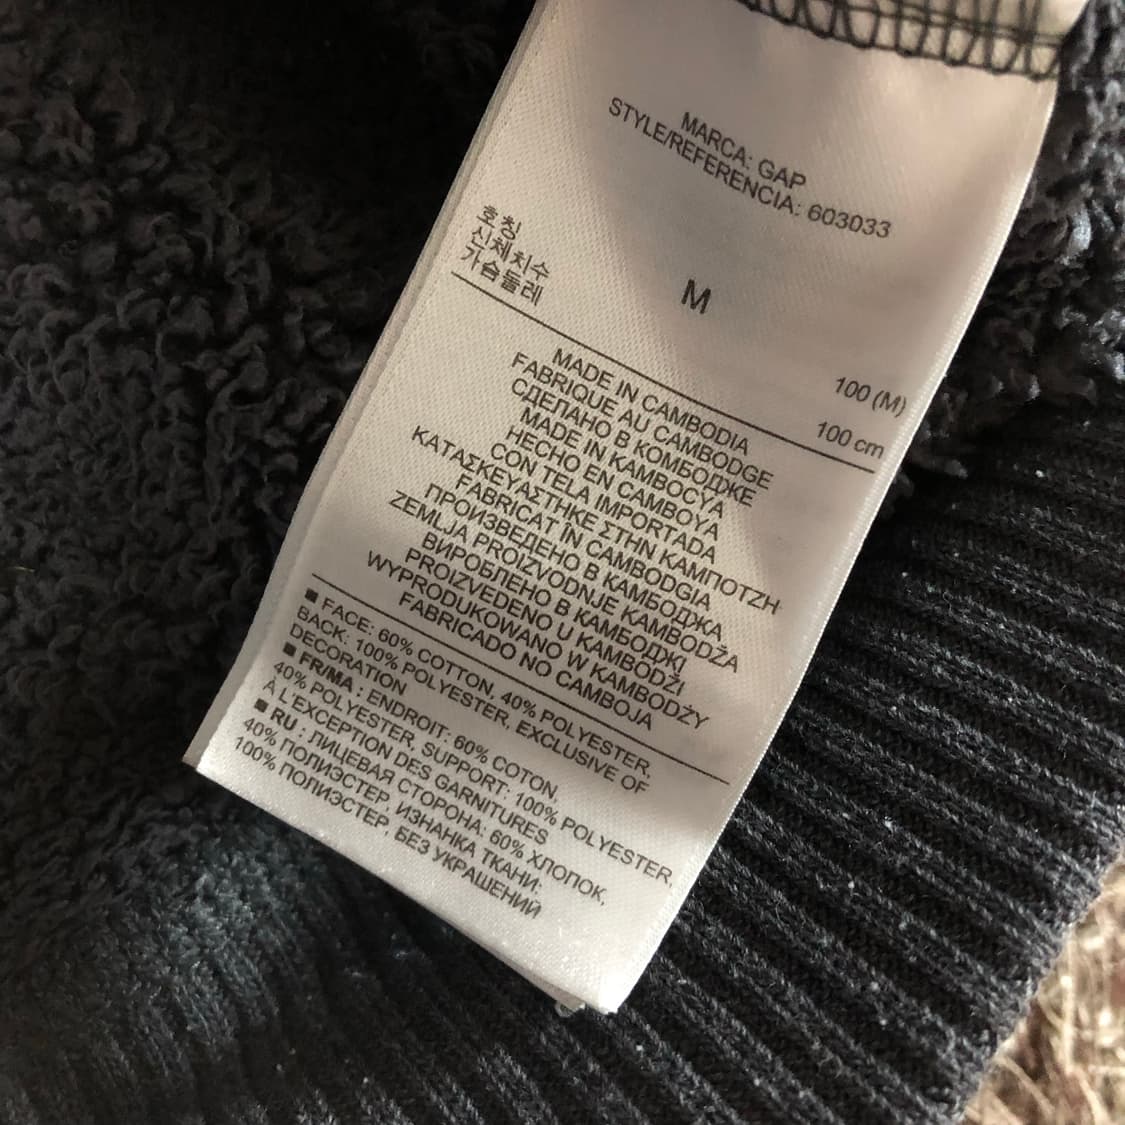 MARCA: GAP
STYLE/REFERENCIA: 603033
M
호칭
신체치수
가슴둘레
100 (M)
100 cm
MADE IN CAMBODIA
FABRIQUE AU CAMBODGE
СДЕЛАНО В КОМБОДЖЕ
MADE IN KAMBOCYA
HECHO EN CAMBOYA
CON TELA IMPORTADA
ΚΑΤΑΣΚΕΥΑΣΤΗΚΕ ΣΤΗΝ ΚΑΜΠΟΤΖΗ
FABRICAT ÎN CAMBODGIA
ПРОИЗВЕДЕНО В КАМБОДЖА
ZEMLJA PROIZVODNJE KAMBODŽA
ВИРОБЛЕНО В КАМБОДЖІ
PROIZVEDENO U KAMBODŽI
WYPRODUKOWANO W KAMBODŻY
FABRICADO NO CAMBOJA
■ FACE: 60% COTTON, 40% POLYESTER,
BACK: 100% POLYESTER, EXCLUSIVE OF
DECORATION
■ FR/MA : ENDROIT: 60% COTON,
40% POLYESTER, SUPPORT: 100% POLYESTER,
À L'EXCEPTION DES GARNITURES
■ RU : ЛИЦЕВАЯ СТОРОНА: 60% ХЛОПОК,
40% ПОЛИЭСТЕР, ИЗНАНКА ТКАНИ:
100% ПОЛИЭСТЕР, БЕЗ УКРАШЕНИЙ